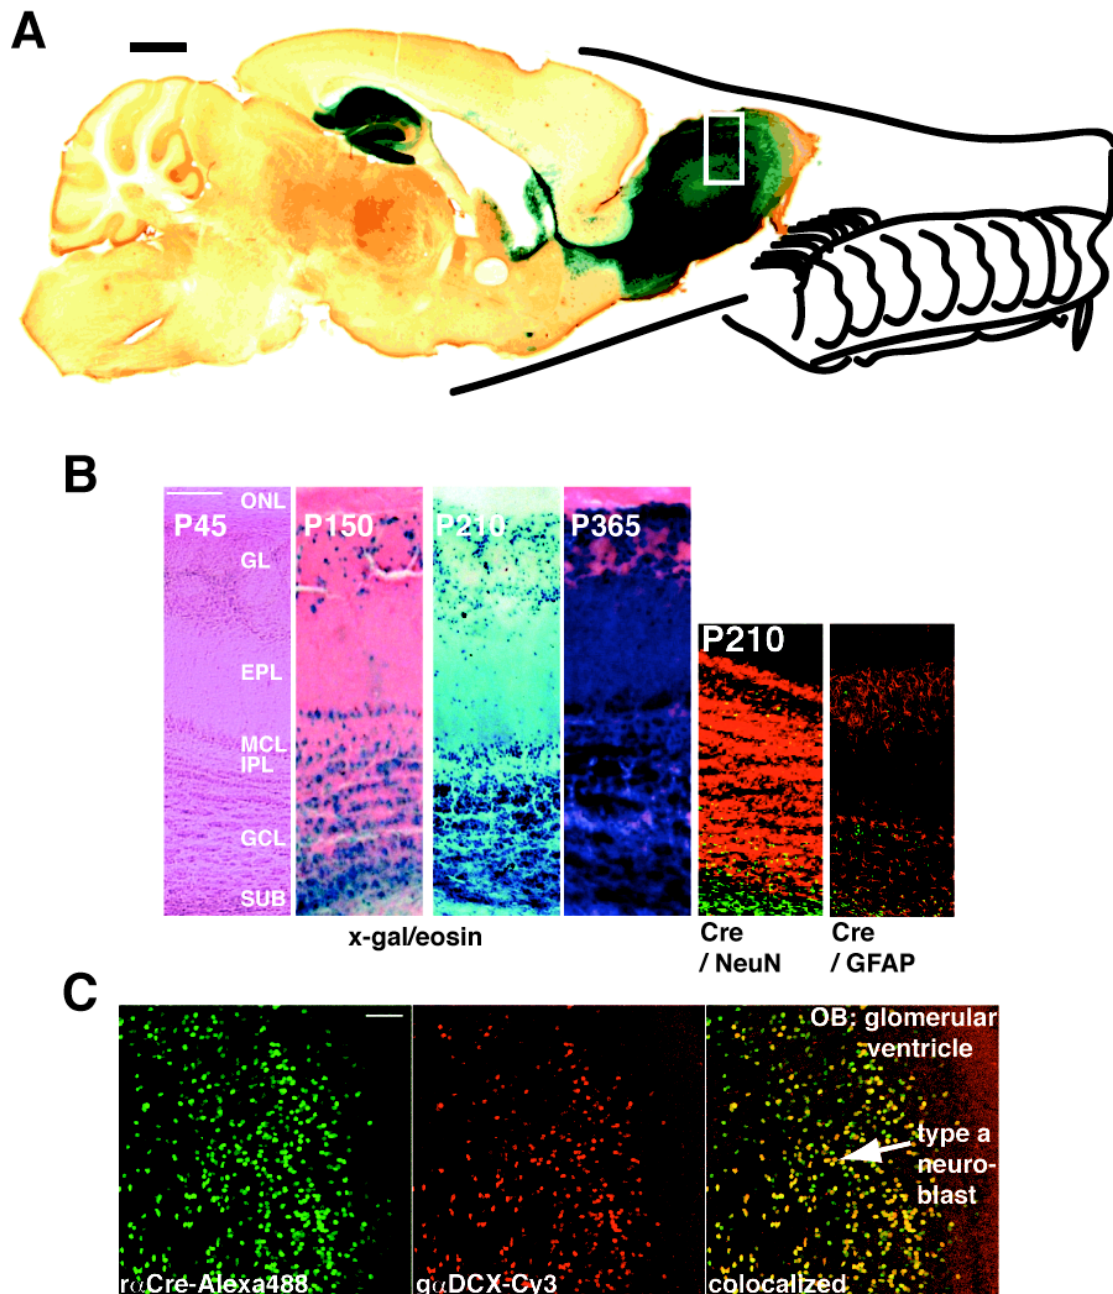 A
B
P45
ONL
GL
EPL
MCL
IPL
GCL
SUB
P150
P210
P365
x-gal/eosin
P210
Cre
/ NeuN
Cre
/ GFAP
C
rαCre-Alexa488
gαDCX-Cy3
colocalized
OB: glomerular
ventricle
type a
neuro-
blast